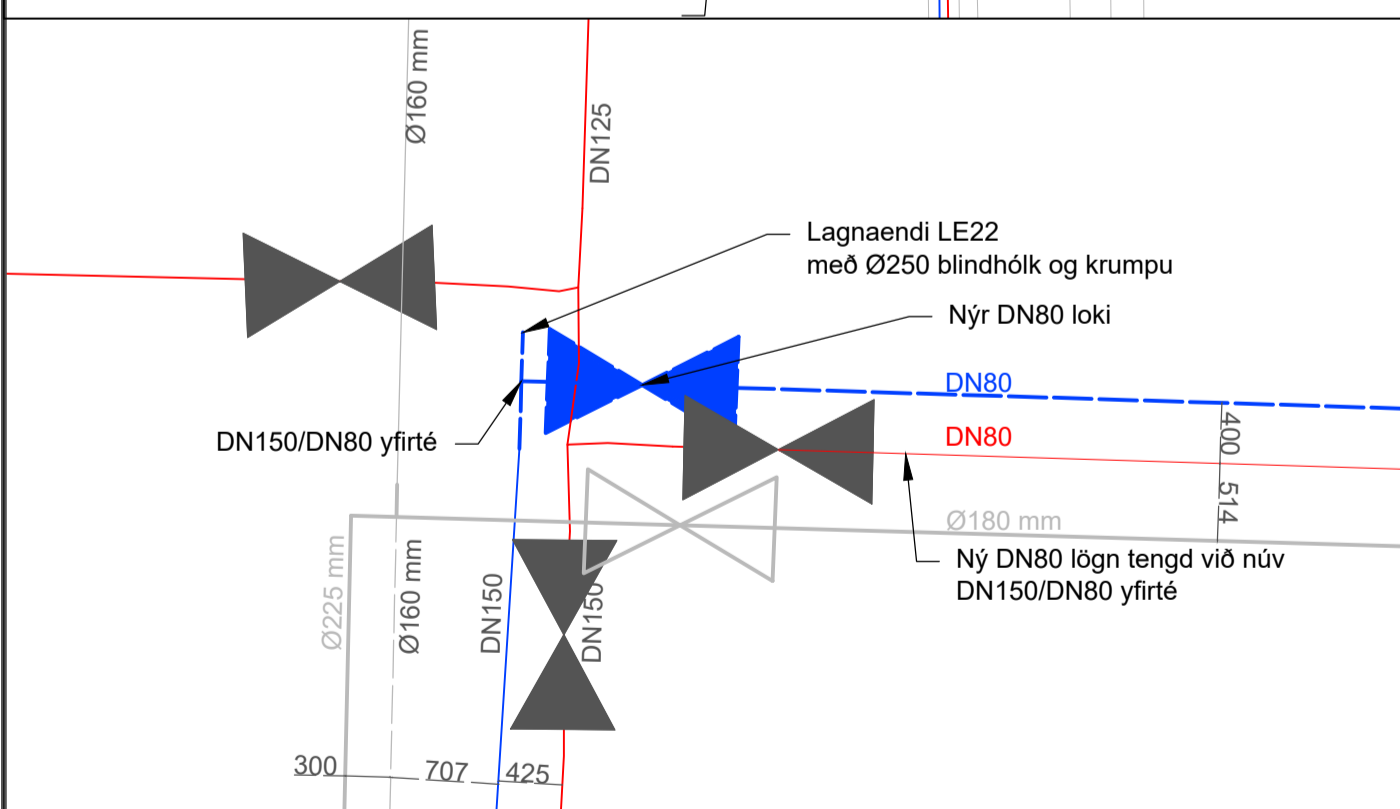 Ø160 mm
DN125
Lagnaendi LE22
með Ø250 blindhólk og krumpu
Nýr DN80 loki
DN80
DN150/DN80 yfirté
DN80
400
514
Ø180 mm
Ný DN80 lögn tengd við núv
DN150/DN80 yfirté
Ø225 mm
Ø160 mm
DN150
DN150
300
707
425